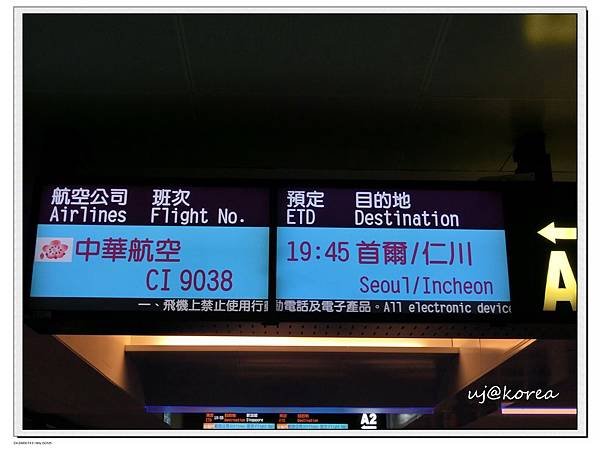 航空公司 班次 預定 目的地
Airlines Flight No. ETD Destination
中華航空 19:45 首爾/仁川
CI 9038 Seoul/Incheon
一、飛機上禁止使用行動電話及電子產品。All electronic device
A
uj@korea
A2